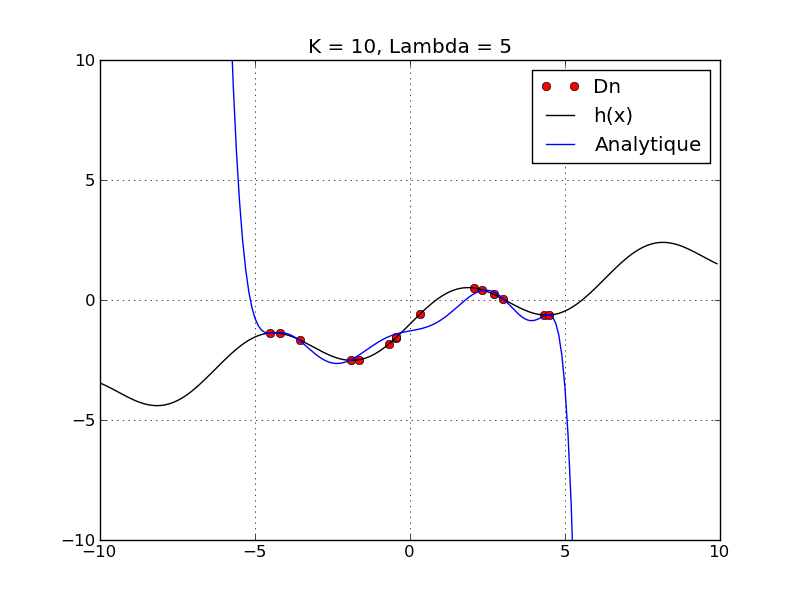 K = 10, Lambda = 5
Dn
h(x)
Analytique
10
5
0
−5
−10
−10 −5 0 5 10